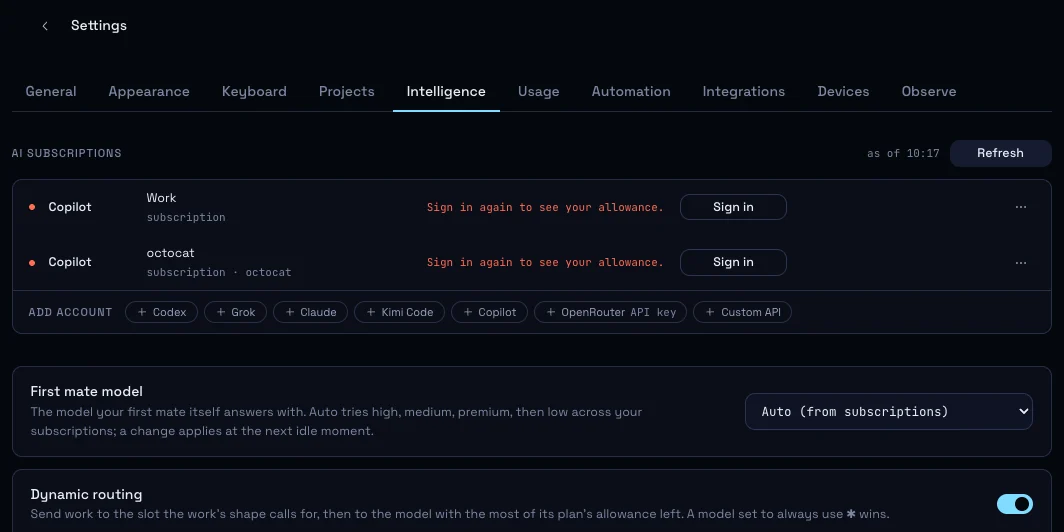 Settings
General Appearance Keyboard Projects Intelligence Usage Automation Integrations Devices Observe
AI SUBSCRIPTIONS as of 10:17 Refresh
Copilot Work Sign in again to see your allowance. Sign in ···
subscription
Copilot octocat Sign in again to see your allowance. Sign in ···
subscription · octocat
ADD ACCOUNT + Codex + Grok + Claude + Kimi Code + Copilot + OpenRouter API key + Custom API
First mate model
The model your first mate itself answers with. Auto tries high, medium, premium, then low across your
subscriptions; a change applies at the next idle moment.
Auto (from subscriptions)
Dynamic routing
Send work to the slot the work's shape calls for, then to the model with the most of its plan's allowance left. A model set to always use ✱ wins.